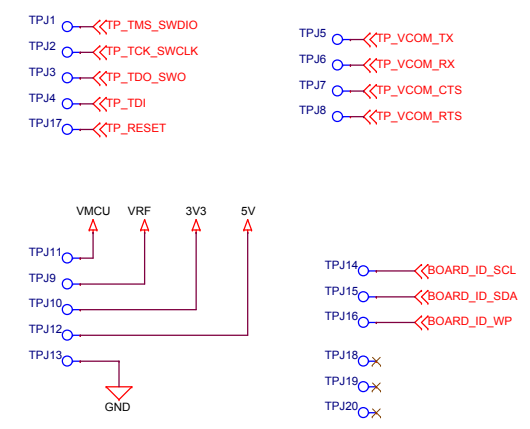 TPJ1 TP_TMS_SWDIO
TPJ2 TP_TCK_SWCLK
TPJ3 TP_TDO_SWO
TPJ4 TP_TDI
TPJ17 TP_RESET
TPJ5 TP_VCOM_TX
TPJ6 TP_VCOM_RX
TPJ7 TP_VCOM_CTS
TPJ8 TP_VCOM_RTS
VMCU VRF 3V3 5V
TPJ11
TPJ9
TPJ10
TPJ12
TPJ13
GND
TPJ14 BOARD_ID_SCL
TPJ15 BOARD_ID_SDA
TPJ16 BOARD_ID_WP
TPJ18
TPJ19
TPJ20